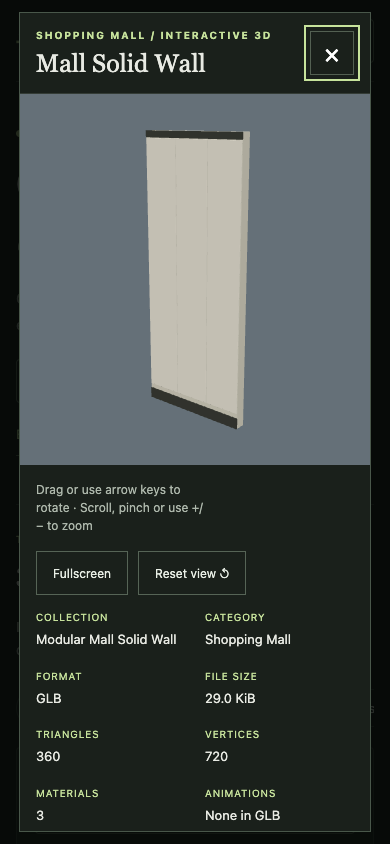 SHOPPING MALL / INTERACTIVE 3D
Mall Solid Wall
×
Drag or use arrow keys to
rotate · Scroll, pinch or use +/
− to zoom
Fullscreen
Reset view ↺
COLLECTION
Modular Mall Solid Wall
CATEGORY
Shopping Mall
FORMAT
GLB
FILE SIZE
29.0 KiB
TRIANGLES
360
VERTICES
720
MATERIALS
3
ANIMATIONS
None in GLB